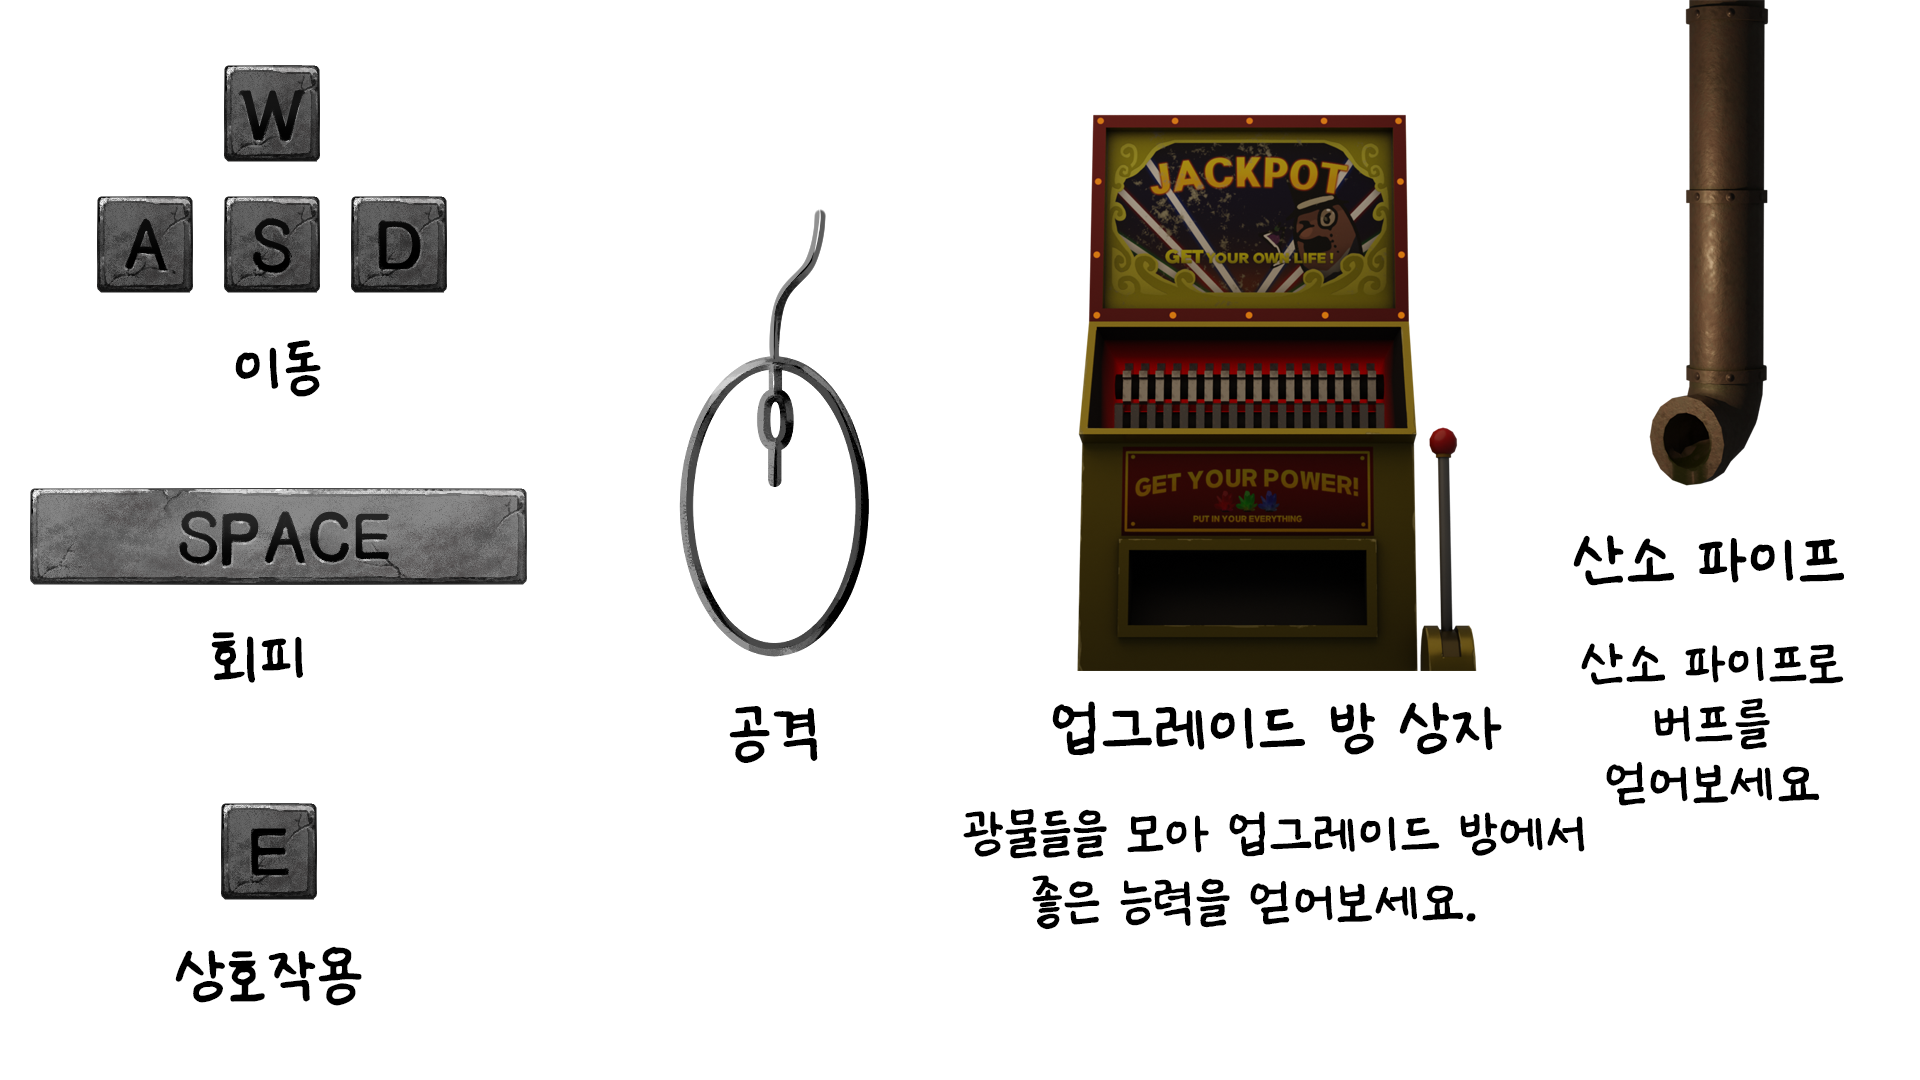 W
A S D
이동
SPACE
회피
E
상호작용
공격
JACKPOT
GET YOUR OWN LIFE!
GET YOUR POWER!
PUT IN YOUR EVERYTHING
업그레이드 방 상자
광물들을 모아 업그레이드 방에서
좋은 능력을 얻어보세요.
산소 파이프
산소 파이프로
버프를
얻어보세요